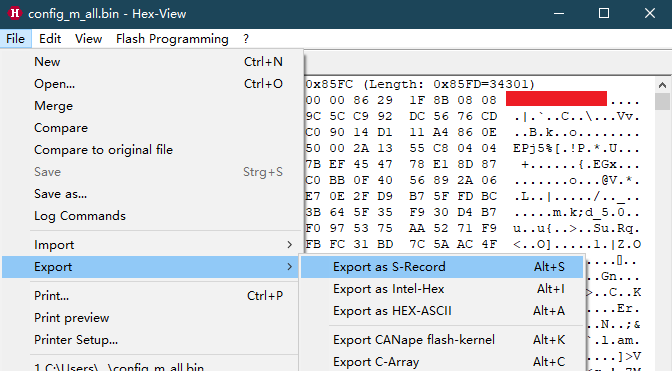 config_m_all.bin - Hex-View
File Edit View Flash Programming ?
New Ctrl+N
Open... Ctrl+O
Merge
Compare
Compare to original file
Save Strg+S
Save as...
Log Commands
Import
Export
Print... Ctrl+P
Print preview
Printer Setup...
1 C:\Users\...\config_m_all.bin
Export as S-Record Alt+S
Export as Intel-Hex Alt+I
Export as HEX-ASCII Alt+A
Export CANape flash-kernel Alt+K
Export C-Array Alt+C
0x85FC (Length: 0x85FD=34301)
00 00 86 29 1F 8B 08 08 ....
9C 5C C9 92 DC 56 76 CD .|.`..C..\...Vv.
C0 90 14 D1 11 A4 86 0E ..B.k..o........
50 00 2A 13 55 C8 04 04 EPj5%[.!P.*.U...
7B EF 45 47 78 E1 8D 87 +......{.EGx...
C0 BB 0F 40 56 89 2A 06 .......o...@V.*.
E7 0E 2F D9 B7 5F FD BC .L..|...../.._..
3B 64 5F 35 F9 30 D4 B7 .....m.k;d_5.0..
F0 97 53 75 AA 52 71 F9 u..u{..>..Su.Rq.
FB FC 31 BD 7C 5A AC 4F <..O].....1.|Z.O